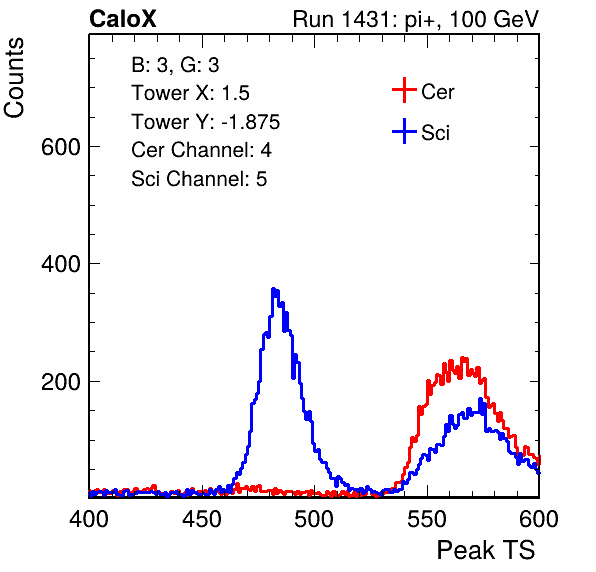 CaloX Run 1431: pi+, 100 GeV
Counts
B: 3, G: 3
Tower X: 1.5
Tower Y: -1.875
Cer Channel: 4
Sci Channel: 5
Cer
Sci
600
400
200
400 450 500 550 600
Peak TS